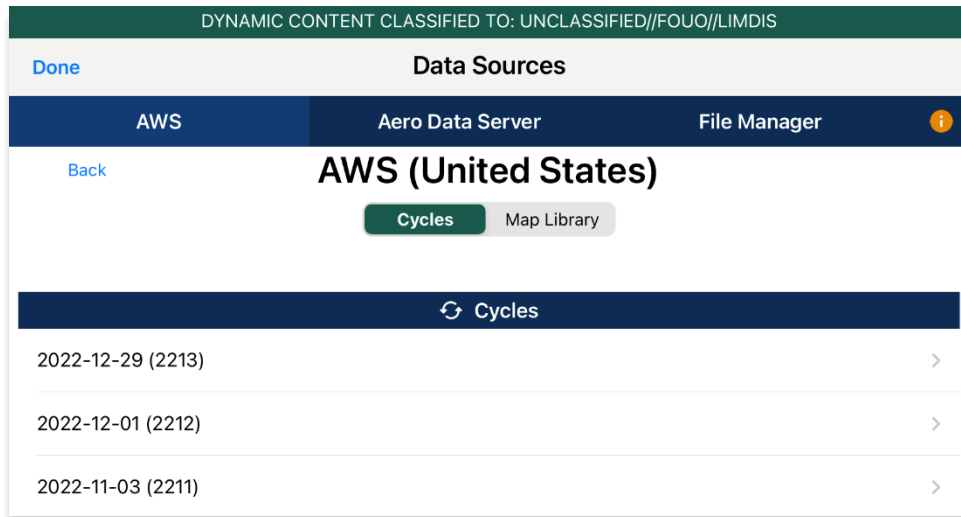 DYNAMIC CONTENT CLASSIFIED TO: UNCLASSIFIED//FOUO//LIMDIS
Done Data Sources
AWS Aero Data Server File Manager i
Back AWS (United States)
Cycles Map Library
Cycles
2022-12-29 (2213)
2022-12-01 (2212)
2022-11-03 (2211)